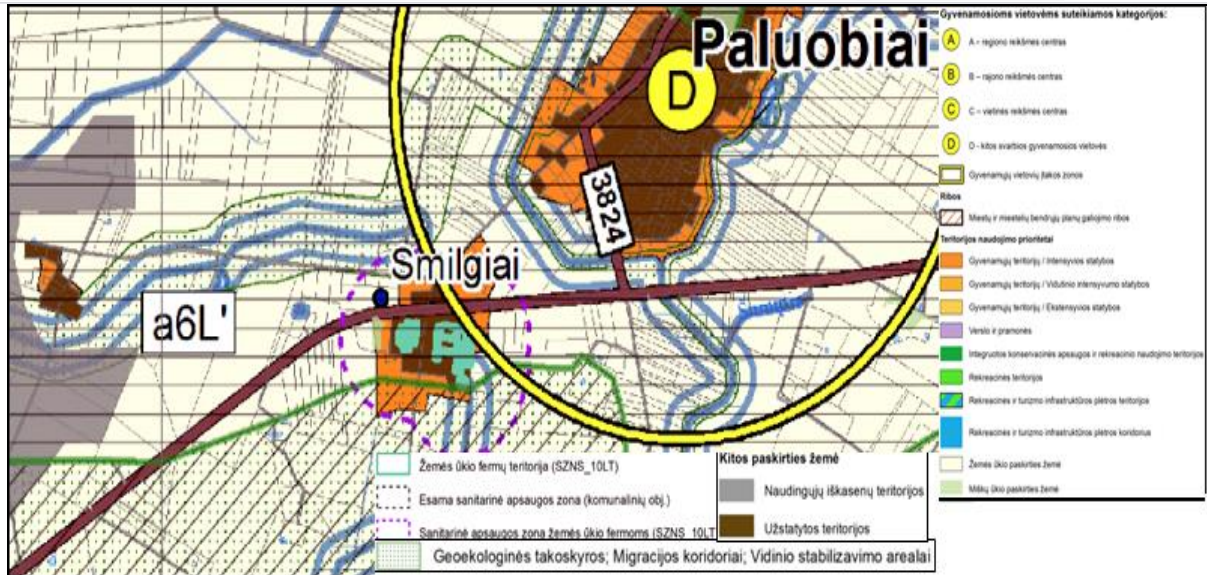 Paluobiai
D
3824
Smilgiai
a6L'
Gyvenamosioms vietovėms suteikiamos kategorijos:
A A – regiono reikšmės centras
B B – rajono reikšmės centras
C C – vietinės reikšmės centras
D D - kitos svarbios gyvenamosios vietovės
Gyvenamųjų vietovių įtakos zonos
Ribos
Miestų ir miestelių bendrųjų planų galiojimo ribos
Teritorijos naudojimo prioritetai
Gyvenamųjų teritorijų / Intensyvios statybos
Gyvenamųjų teritorijų / Vidutinio intensyvumo statybos
Gyvenamųjų teritorijų / Ekstensyvios statybos
Verslo ir pramonės
Integruotos konservacinės apsaugos ir rekreacinio naudojimo teritorijos
Rekreacinės teritorijos
Rekreacinės ir turizmo infrastruktūros plėtros teritorijos
Rekreacinės ir turizmo infrastruktūros plėtros koridorius
Žemės ūkio paskirties žemė
Miškų ūkio paskirties žemė
Žemės ūkio fermų teritorija (SZNS_10LT)
Esama sanitarinė apsaugos zona (komunalinių obj.)
Sanitarinė apsaugos zona žemės ūkio fermoms (SZNS_10LT
Kitos paskirties žemė
Naudingųjų iškasenų teritorijos
Užstatytos teritorijos
Geoekologinės takoskyros; Migracijos koridoriai; Vidinio stabilizavimo arealai